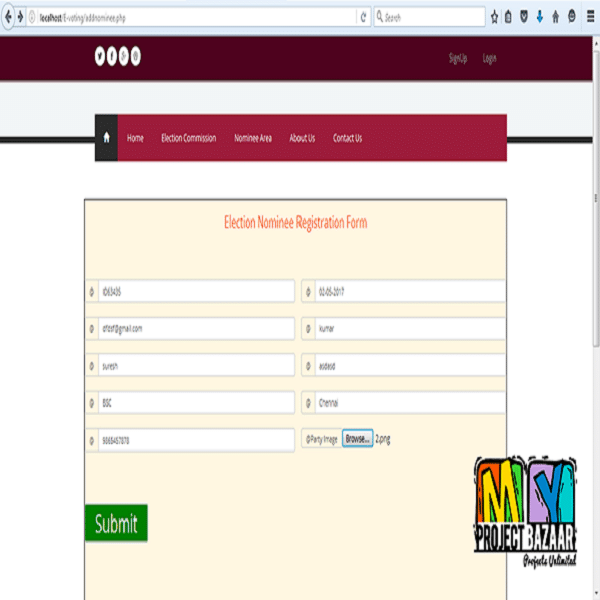 localhost/E-voting/addnominee.php
Search
SignUp Login
Home Election Commission Nominee Area About Us Contact Us
Election Nominee Registration Form
@ ID63435 @ 02-05-2017
@ dfdsf@gmail.com @ kumar
@ suresh @ asdasd
@ BSC @ Chennai
@ @Party Image Browse... 2.png
Submit
MY
PROJECT BAZAAR
Projects Unlimited